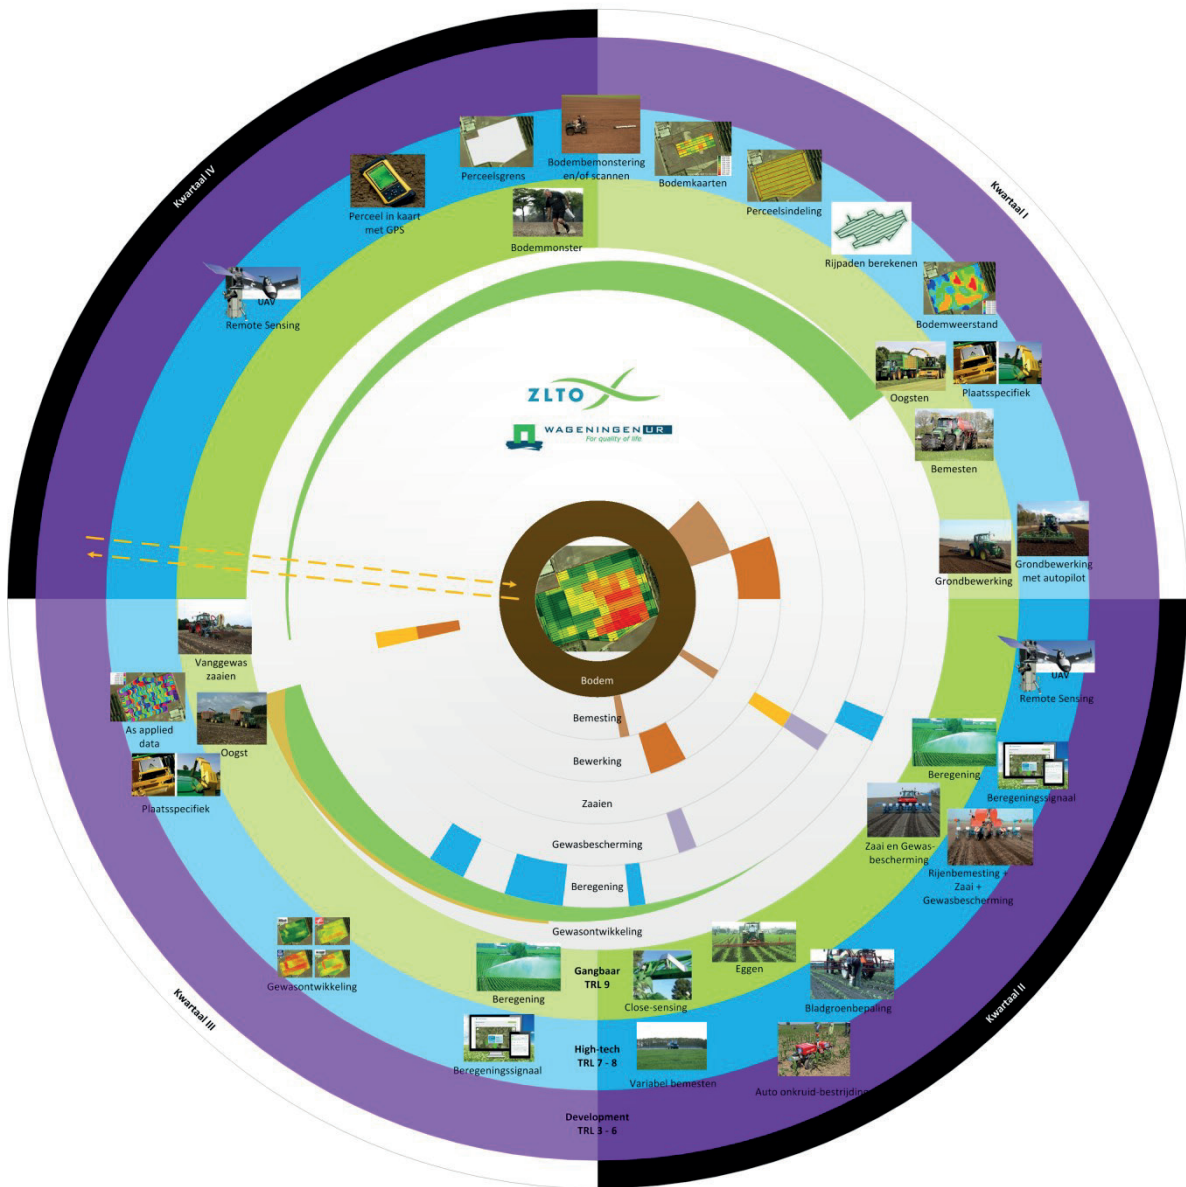 Kwartaal IV
Kwartaal I
Perceelsgrens
Bodembemonstering
en/of scannen
Bodemkaarten
Perceelsindeling
Perceel in kaart
met GPS
Bodemmonster
Rijpaden berekenen
UAV
Remote Sensing
Bodemweerstand
Oogsten
Plaatsspecifiek
ZLTO
WAGENINGEN UR
For quality of life
Bemesten
Grondbewerking
Grondbewerking
met autopilot
Vanggewas
zaaien
As applied
data
Oogst
Plaatsspecifiek
Bodem
Bemesting
Bewerking
Zaaien
Gewasbescherming
Beregening
Gewasontwikkeling
UAV
Remote Sensing
Beregening
Beregeningssignaal
Zaai en Gewas-
bescherming
Rijenbemesting +
Zaai +
Gewasbescherming
Gewasontwikkeling
Beregening
Gangbaar
TRL 9
Close-sensing
Eggen
Bladgroenbepaling
Beregeningssignaal
High-tech
TRL 7 - 8
Variabel bemesten
Auto onkruid-bestrijding
Development
TRL 3 - 6
Kwartaal III
Kwartaal II